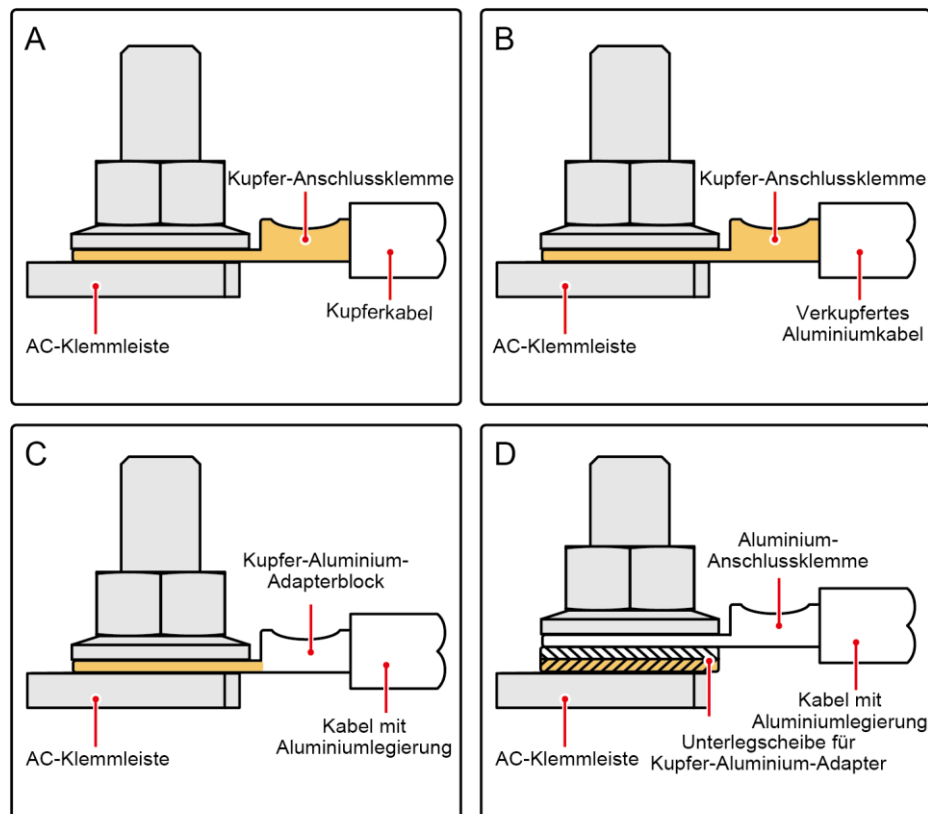 A
Kupfer-Anschlussklemme
Kupferkabel
AC-Klemmleiste
B
Kupfer-Anschlussklemme
Verkupfertes
Aluminiumkabel
AC-Klemmleiste
C
Kupfer-Aluminium-
Adapterblock
Kabel mit
Aluminiumlegierung
AC-Klemmleiste
D
Aluminium-
Anschlussklemme
Kabel mit
Aluminiumlegierung
Unterlegscheibe für
Kupfer-Aluminium-Adapter
AC-Klemmleiste